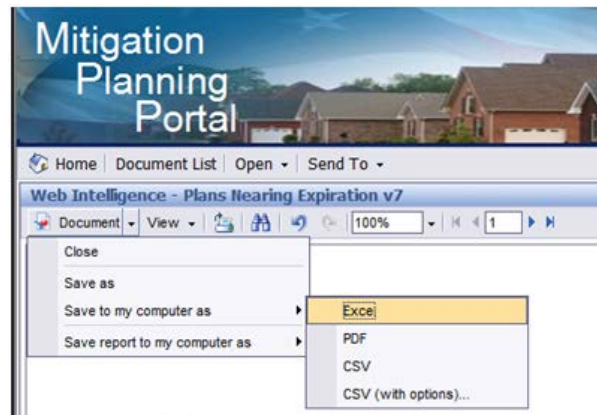 Mitigation
Planning
Portal
Home Document List Open Send To
Web Intelligence - Plans Nearing Expiration v7
Document View 100% 1
Close
Save as
Save to my computer as Excel
Save report to my computer as PDF
CSV
CSV (with options)...